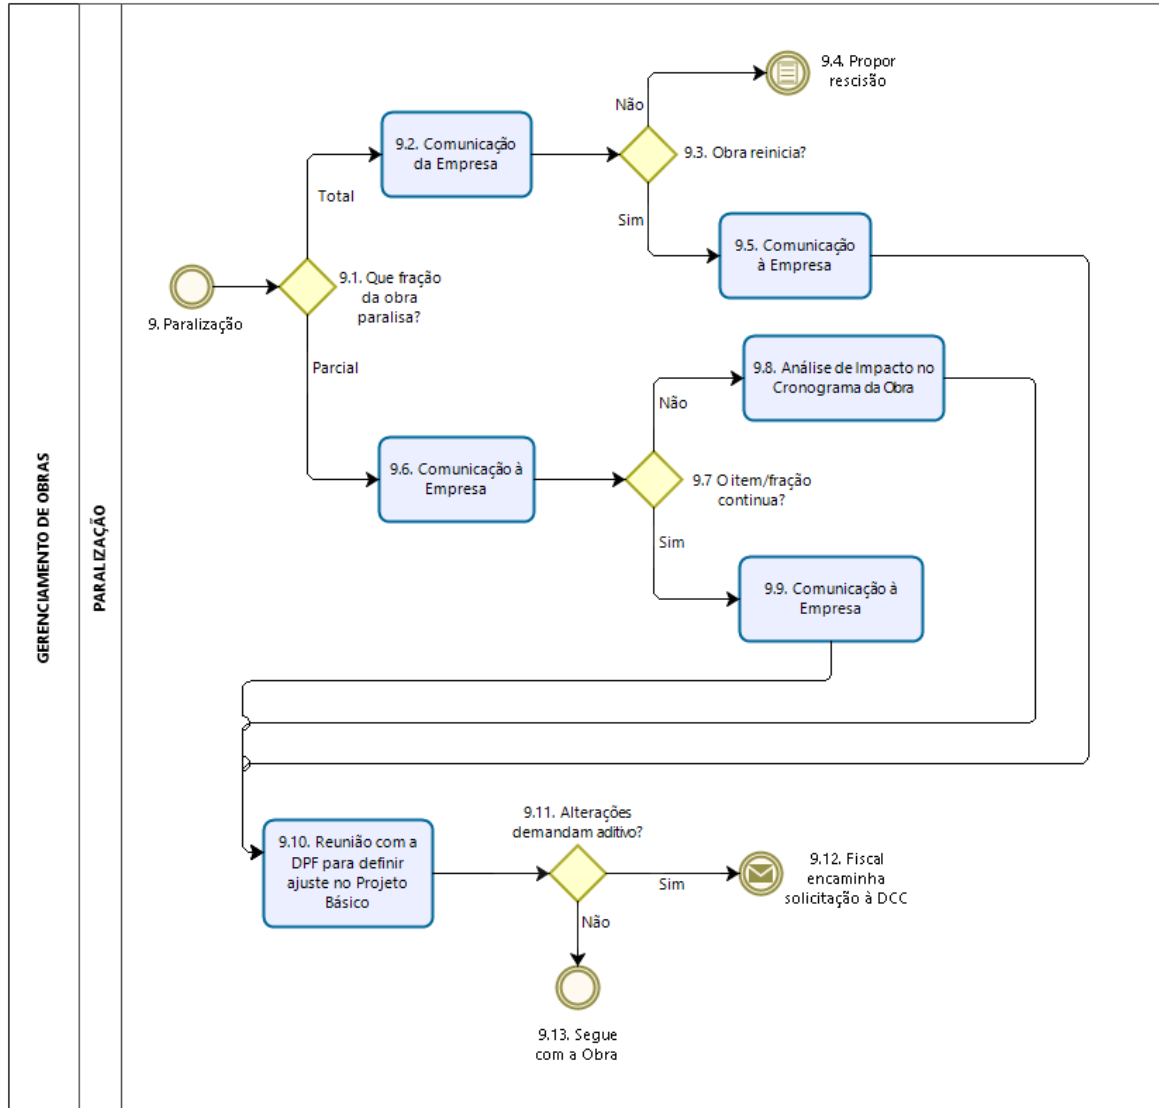 GERENCIAMENTO DE OBRAS
PARALIZAÇÃO
9. Paralização
9.1. Que fração
da obra
paralisa?
Total
9.2. Comunicação
da Empresa
9.3. Obra reinicia?
Não
9.4. Propor
rescisão
Sim
9.5. Comunicação
à Empresa
Parcial
9.6. Comunicação à
Empresa
9.7 O item/fração
continua?
Não
9.8. Análise de Impacto no
Cronograma da Obra
Sim
9.9. Comunicação à
Empresa
9.10. Reunião com a
DPF para definir
ajuste no Projeto
Básico
9.11. Alterações
demandam aditivo?
Sim
9.12. Fiscal
encaminha
solicitação à DCC
Não
9.13. Segue
com a Obra